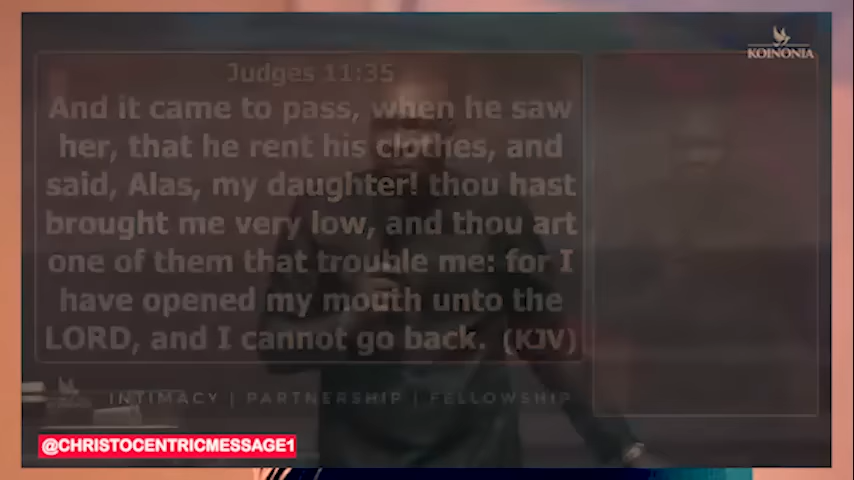 KOINONIA
Judges 11:35
And it came to pass, when he saw
her, that he rent his clothes, and
said, Alas, my daughter! thou hast
brought me very low, and thou art
one of them that trouble me: for I
have opened my mouth unto the
LORD, and I cannot go back. (KJV)
INTIMACY | PARTNERSHIP | FELLOWSHIP
@CHRISTOCENTRICMESSAGE1